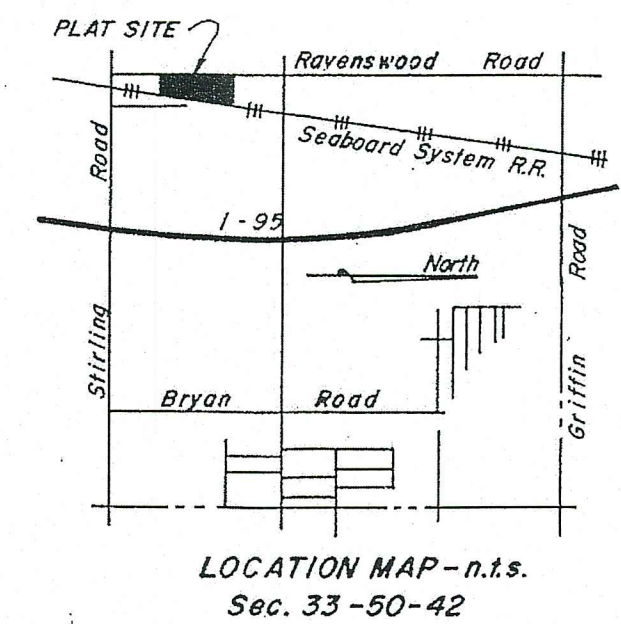 PLAT SITE
Ravenswood Road
Seaboard System R.R.
Road
I-95
North
Road
Stirling
Griffin
Bryan Road
LOCATION MAP-n.t.s.
Sec. 33-50-42